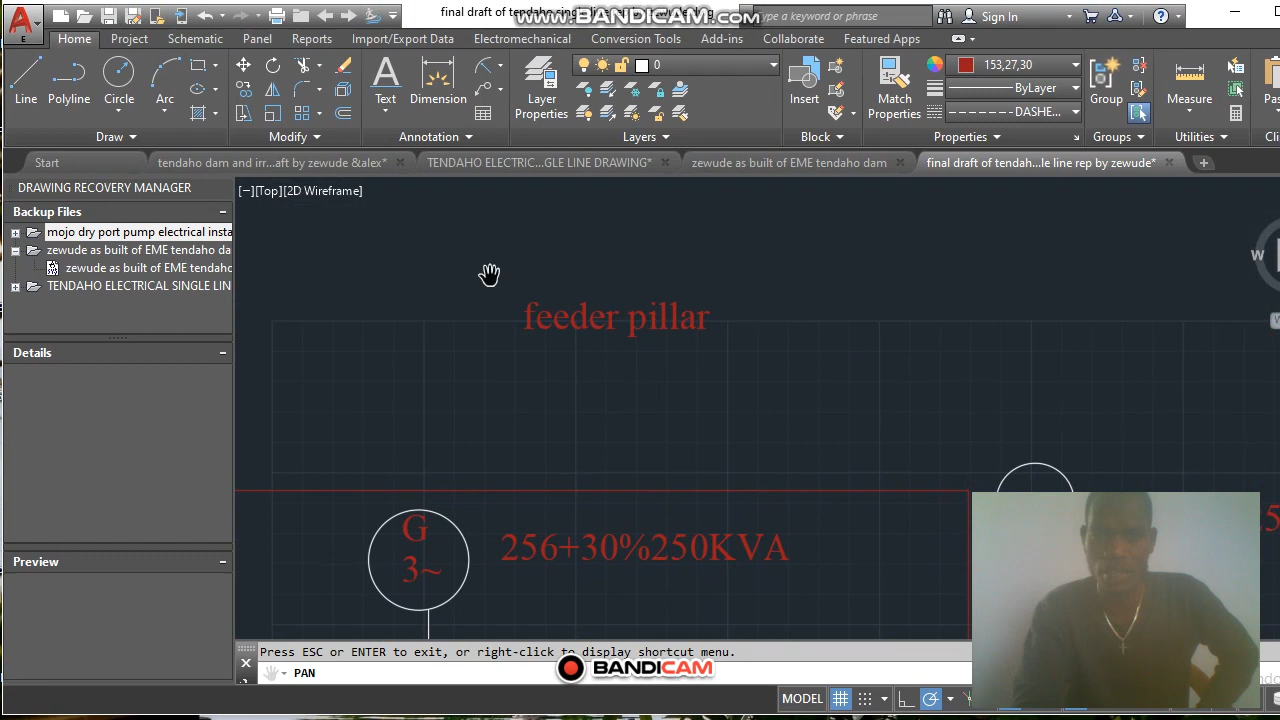 final draft of tendaho sin
www.BANDICAM.com
Type a keyword or phrase
Sign In
Home Project Schematic Panel Reports Import/Export Data Electromechanical Conversion Tools Add-ins Collaborate Featured Apps
Line Polyline Circle Arc
Text Dimension
Layer Properties
0
Insert
Match Properties
153,27,30
ByLayer
DASHE...
Group
Measure
Draw Modify Annotation Layers Block Properties Groups Utilities
Start tendaho dam and irr...aft by zewude &alex* TENDAHO ELECTRIC...GLE LINE DRAWING* zewude as built of EME tendaho dam final draft of tendah...le line rep by zewude*
DRAWING RECOVERY MANAGER
[−][Top][2D Wireframe]
Backup Files
mojo dry port pump electrical insta
zewude as built of EME tendaho da
zewude as built of EME tendaho
TENDAHO ELECTRICAL SINGLE LIN
W
feeder pillar
Details
G
3~
256+30%250KVA
Preview
Press ESC or ENTER to exit, or right-click to display shortcut menu.
PAN
BANDICAM
MODEL